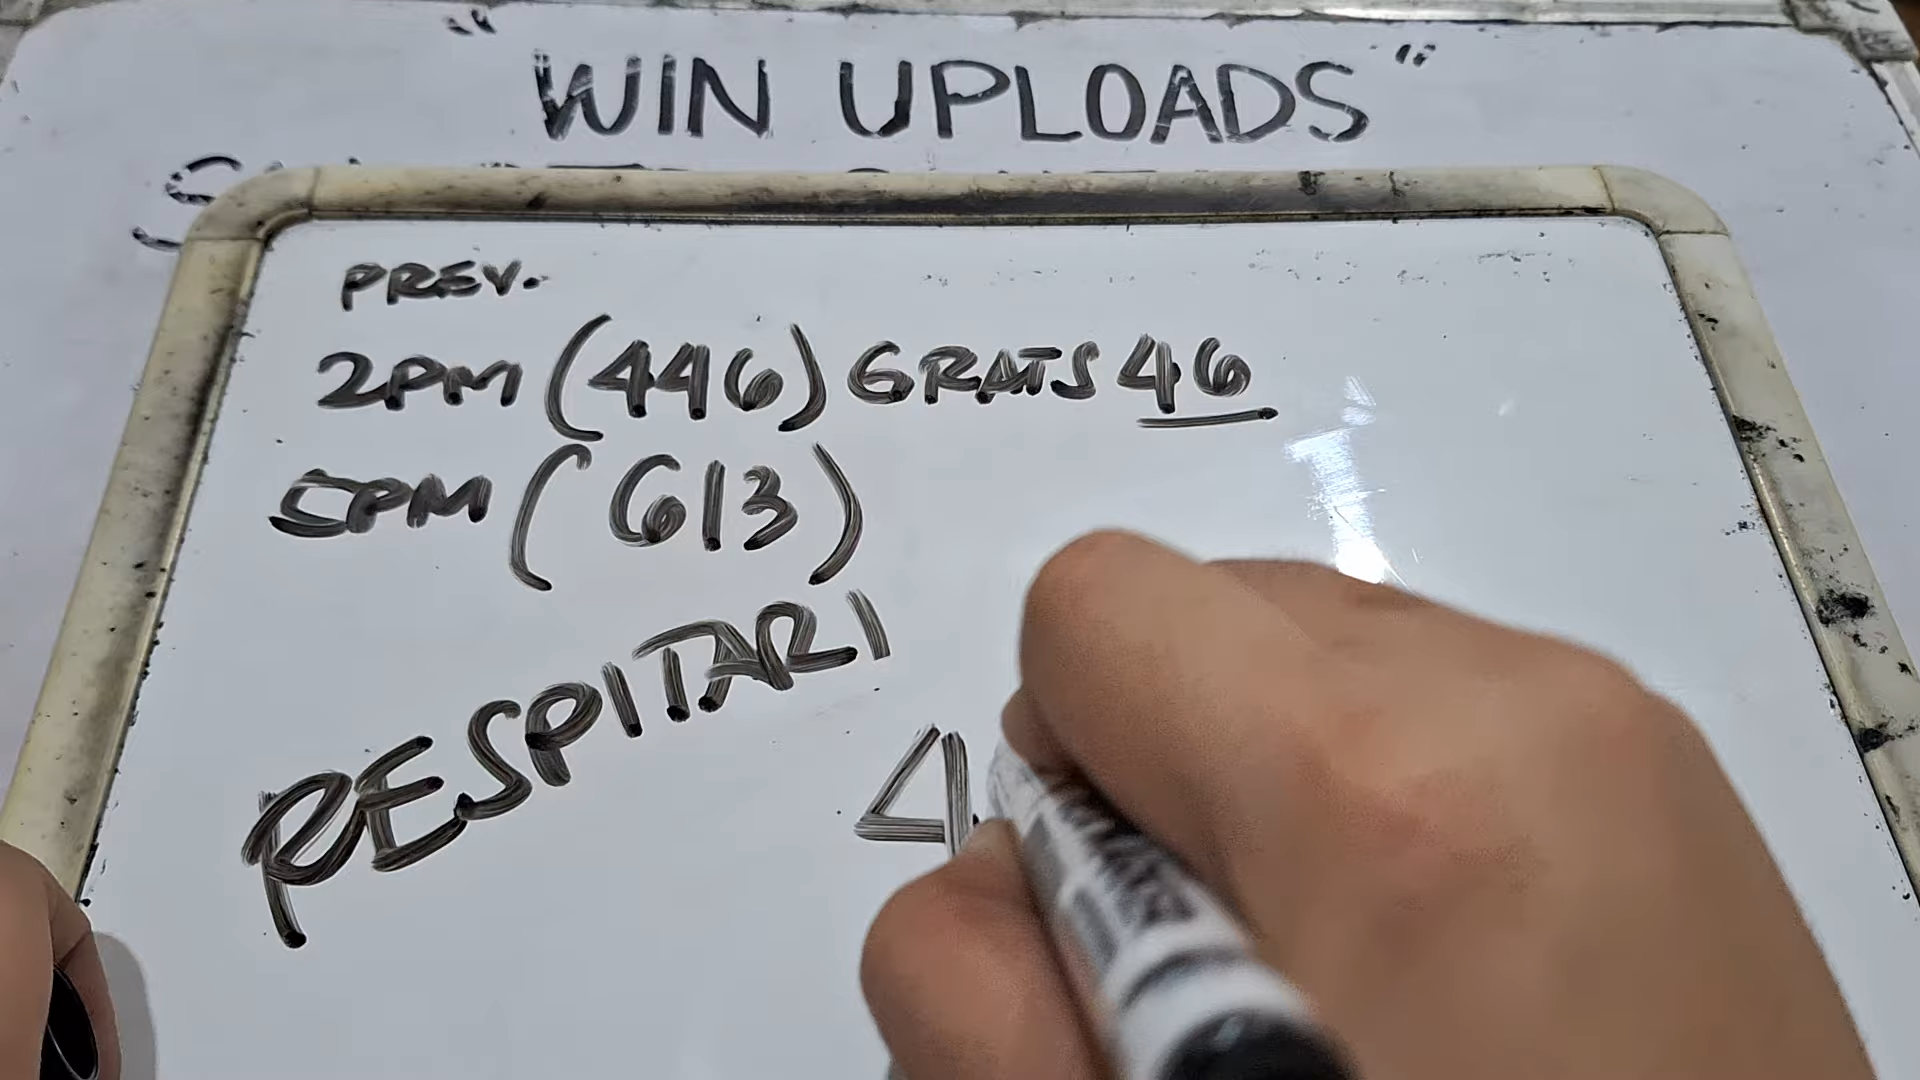 "WIN UPLOADS"
PREV.
2PM (446) GRATS 46
5PM (613)
RESPITARI
4